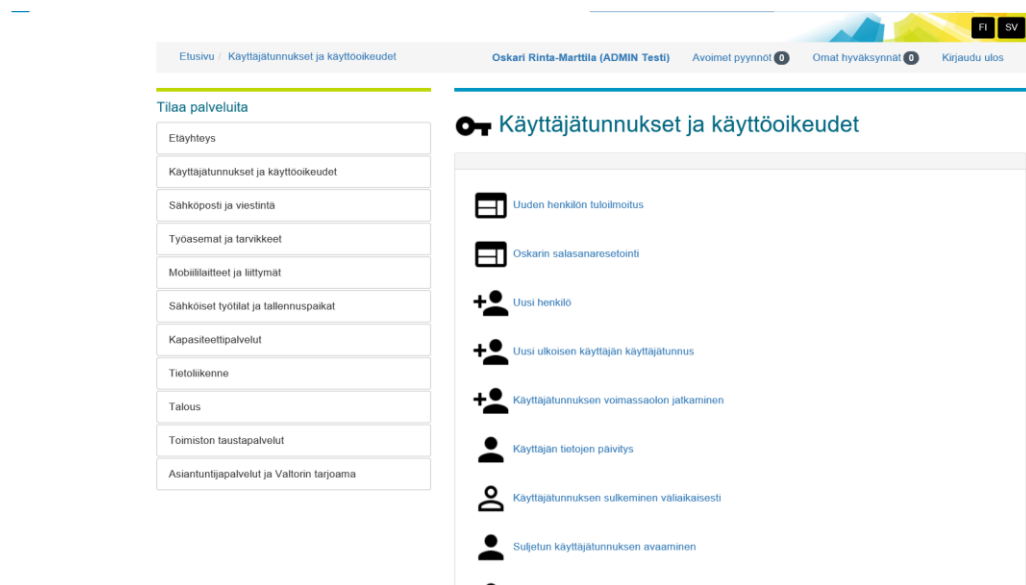 FI SV
Etusivu / Käyttäjätunnukset ja käyttöoikeudet
Oskari Rinta-Marttila (ADMIN Testi) Avoimet pyynnöt 0 Omat hyväksynnät 0 Kirjaudu ulos
Tilaa palveluita
Etäyhteys
Käyttäjätunnukset ja käyttöoikeudet
Sähköposti ja viestintä
Työasemat ja tarvikkeet
Mobiililaitteet ja liittymät
Sähköiset työtilat ja tallennuspaikat
Kapasiteettipalvelut
Tietoliikenne
Talous
Toimiston taustapalvelut
Asiantuntijapalvelut ja Valtorin tarjoama
Käyttäjätunnukset ja käyttöoikeudet
Uuden henkilön tuloilmoitus
Oskarin salasanaresetointi
Uusi henkilö
Uusi ulkoisen käyttäjän käyttäjätunnus
Käyttäjätunnuksen voimassaolon jatkaminen
Käyttäjän tietojen päivitys
Käyttäjätunnuksen sulkeminen väliaikaisesti
Suljetun käyttäjätunnuksen avaaminen